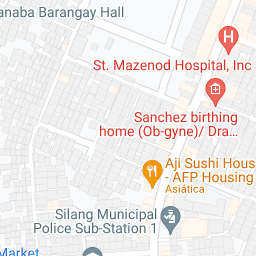 anaba Barangay Hall
H
St. Mazenod Hospital, Inc
Sanchez birthing
home (Ob-gyne)/ Dra…
Aji Sushi Hous
- AFP Housing
Asiática
Silang Municipal
Police Sub-Station 1
Market